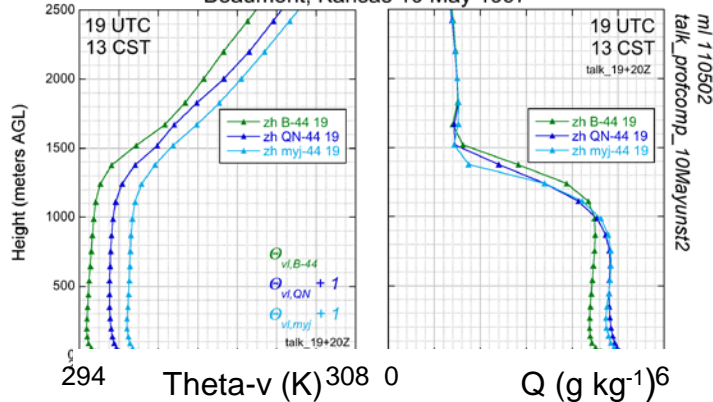 19 UTC
13 CST
2500
2000
1500
1000
500
Height (meters AGL)
zh B-44 19
zh QN-44 19
zh myj-44 19
Θvl,B-44
Θvl,QN + 1
Θvl,myj + 1
talk_19+20Z
294 Theta-v (K) 308
19 UTC
13 CST
talk_19+20Z
zh B-44 19
zh QN-44 19
zh myj-44 19
0 Q (g kg-1) 6
ml 110502
talk_profcomp_10Mayunst2